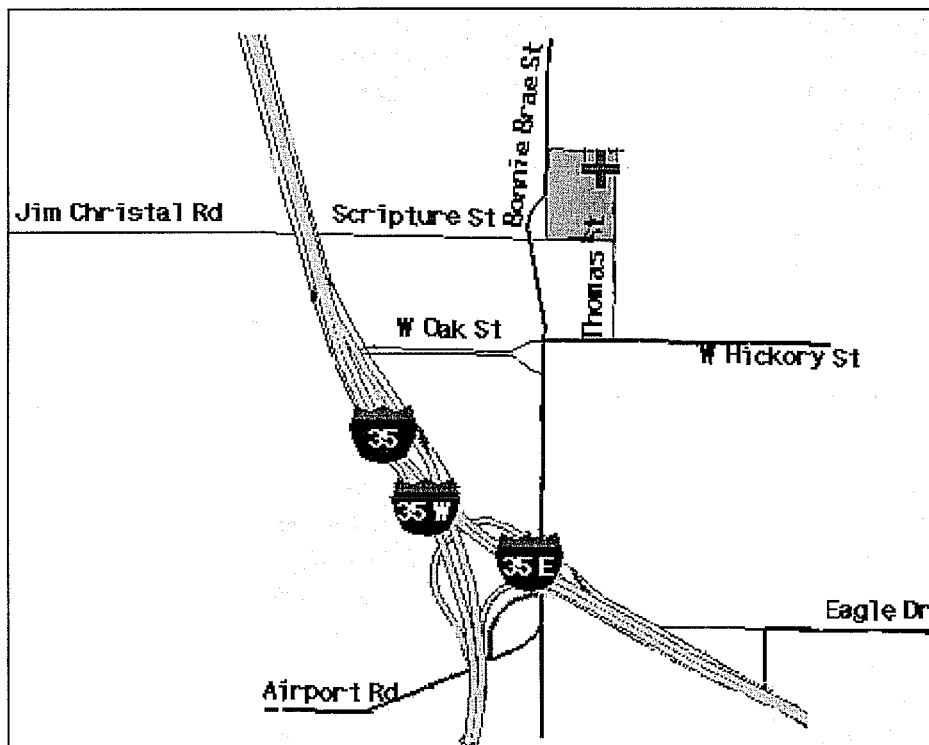 Bonnie Brae St
Jim Christal Rd
Scripture St
Thomas St
W Oak St
W Hickory St
35
35 W
35 E
Eagle Dr
Airport Rd